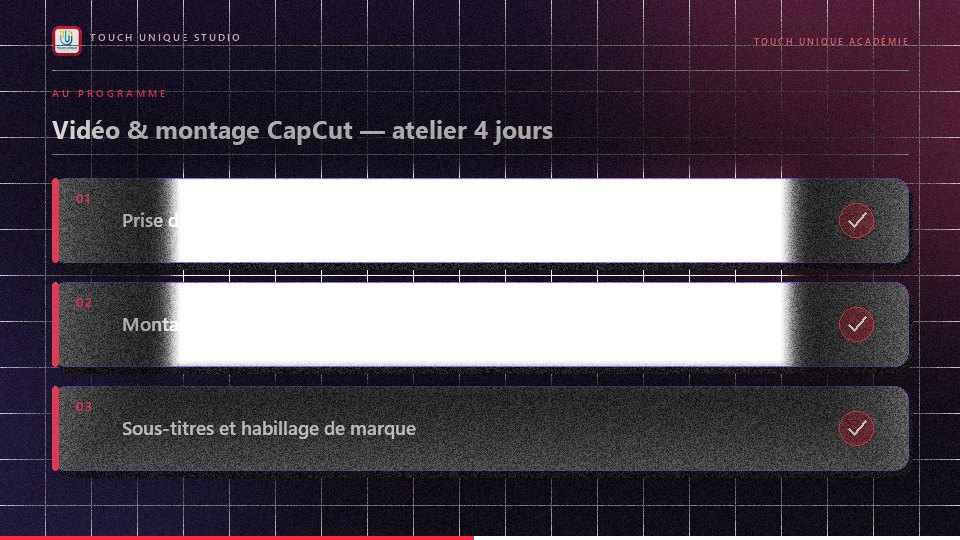 TOUCH UNIQUE STUDIO
TOUCH UNIQUE ACADÉMIE
AU PROGRAMME
Vidéo & montage CapCut — atelier 4 jours
01
Prise
02
03
Sous-titres et habillage de marque